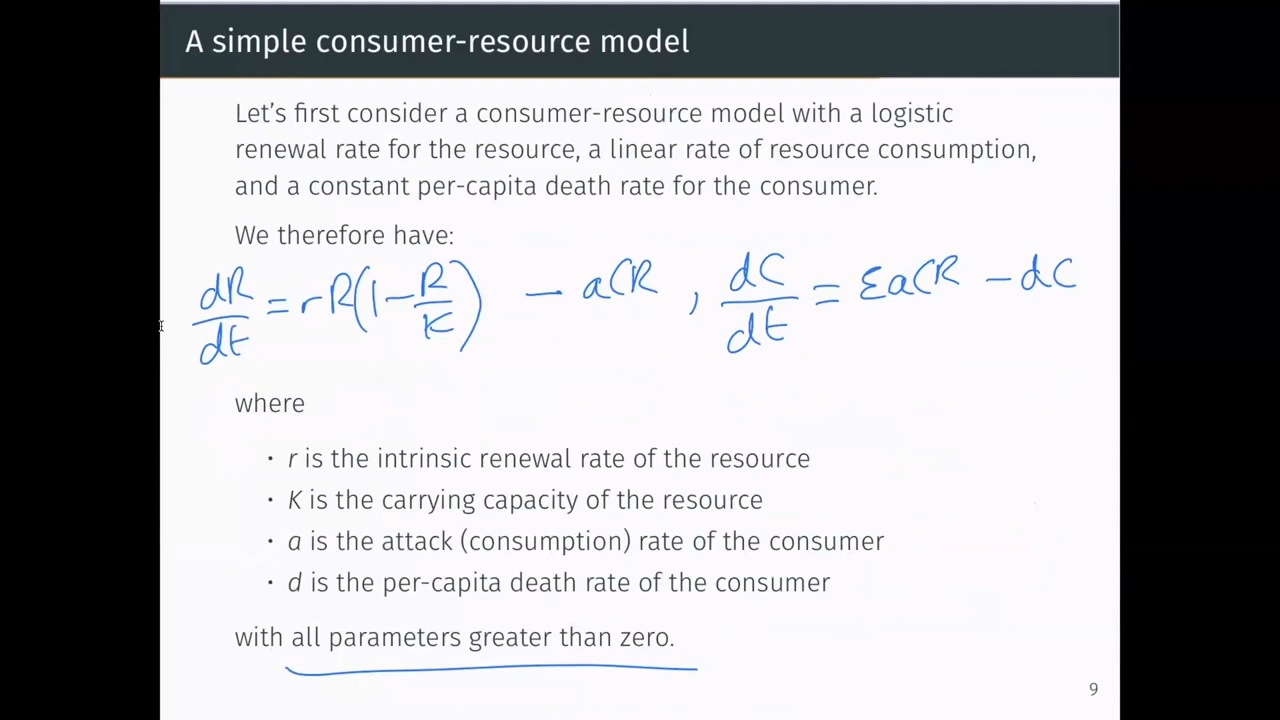 A simple consumer-resource model
Let's first consider a consumer-resource model with a logistic
renewal rate for the resource, a linear rate of resource consumption,
and a constant per-capita death rate for the consumer.
We therefore have:
dR/dt = rR(1 - R/K) - aCR , dC/dt = εaCR - dC
where
· r is the intrinsic renewal rate of the resource
· K is the carrying capacity of the resource
· a is the attack (consumption) rate of the consumer
· d is the per-capita death rate of the consumer
with all parameters greater than zero.
9